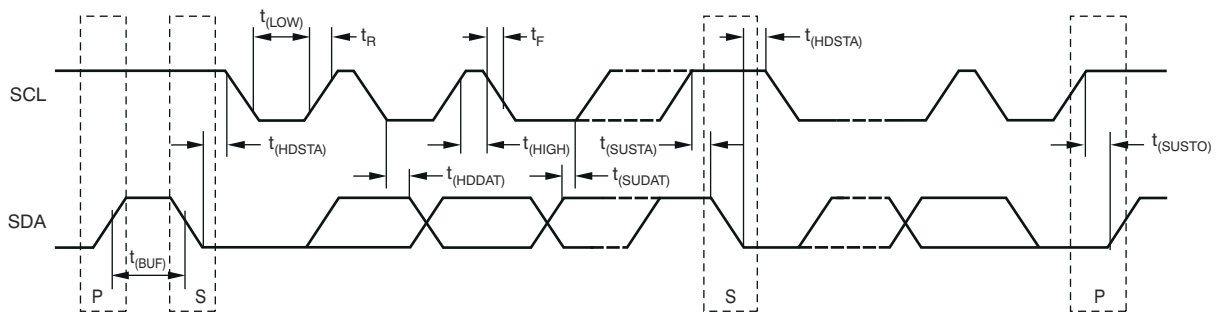 t(LOW)
tR
tF
t(HDSTA)
SCL
t(HDSTA)
t(HIGH)
t(SUSTA)
t(SUSTO)
t(HDDAT)
t(SUDAT)
SDA
t(BUF)
P
S
S
P